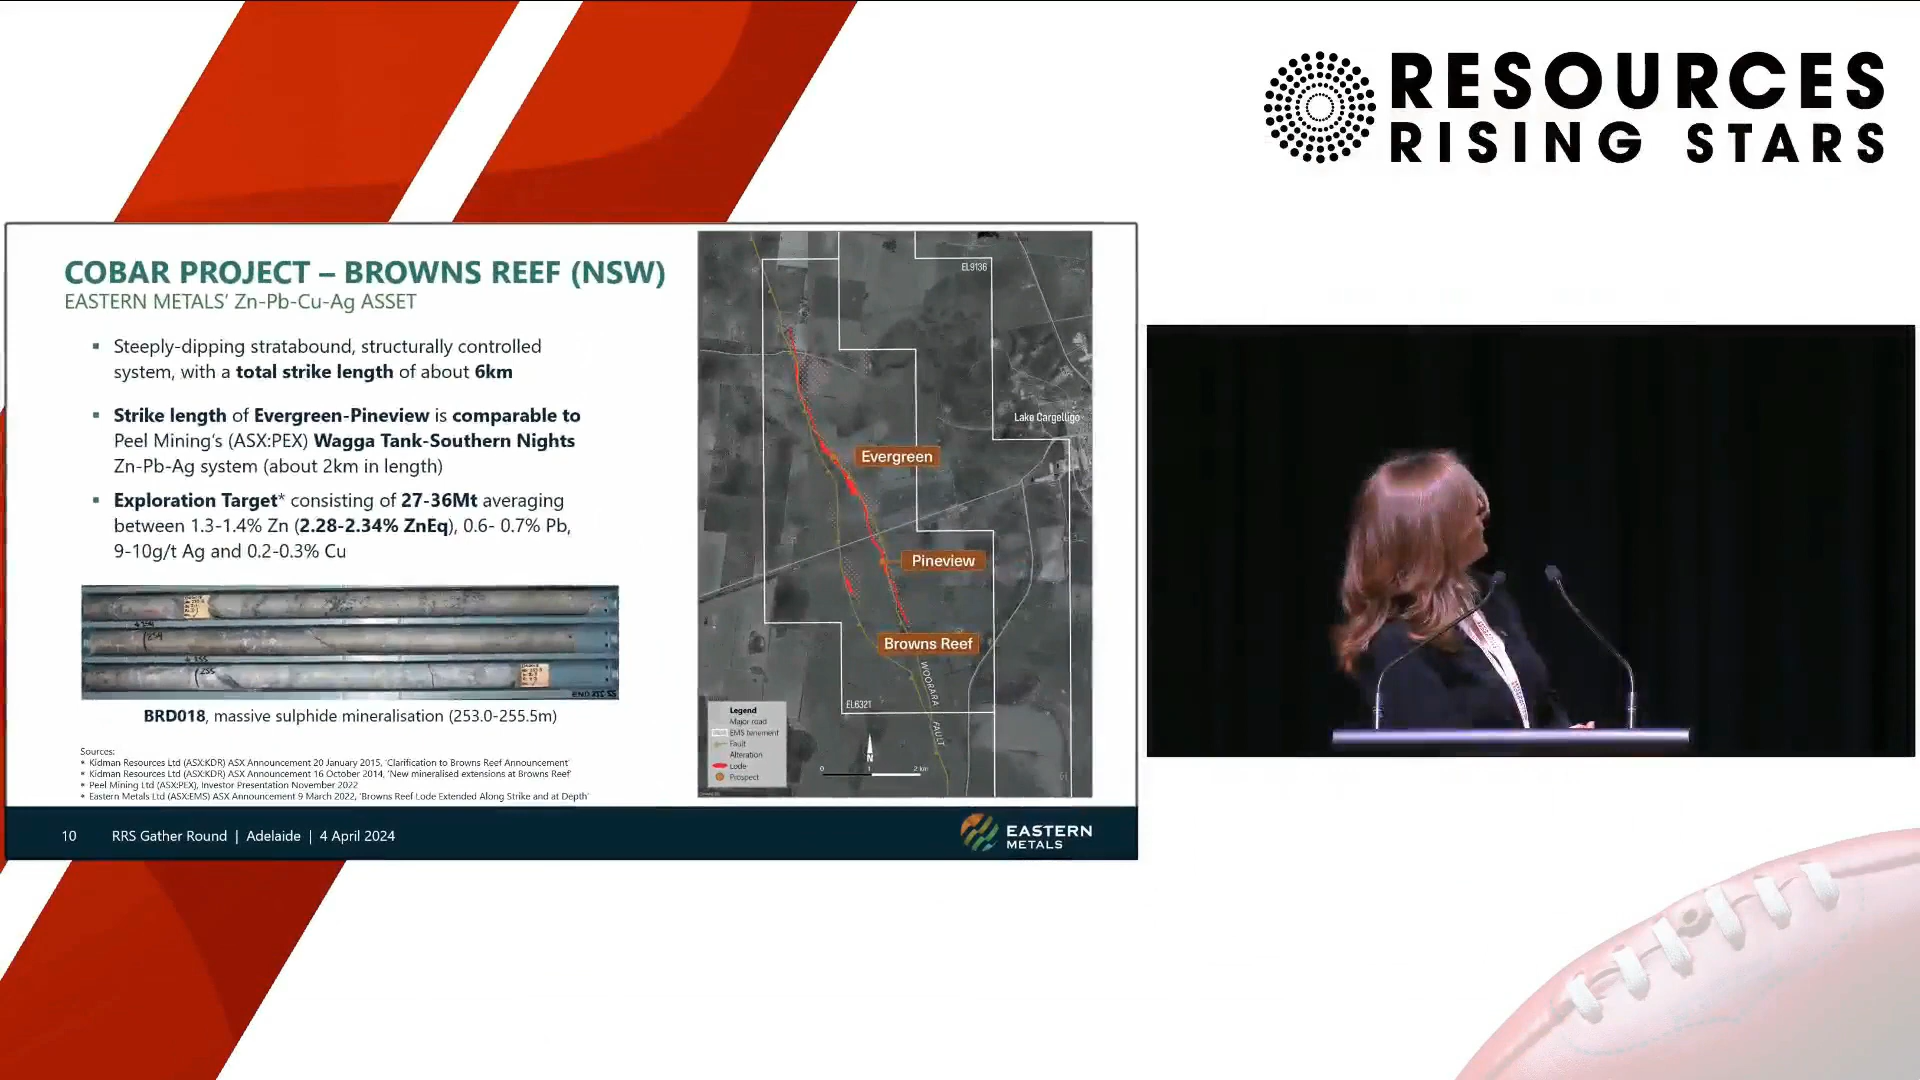 RESOURCES
RISING STARS
COBAR PROJECT – BROWNS REEF (NSW)
EASTERN METALS' Zn-Pb-Cu-Ag ASSET
▪ Steeply-dipping stratabound, structurally controlled
system, with a total strike length of about 6km
▪ Strike length of Evergreen-Pineview is comparable to
Peel Mining's (ASX:PEX) Wagga Tank-Southern Nights
Zn-Pb-Ag system (about 2km in length)
▪ Exploration Target* consisting of 27-36Mt averaging
between 1.3-1.4% Zn (2.28-2.34% ZnEq), 0.6- 0.7% Pb,
9-10g/t Ag and 0.2-0.3% Cu
254
255
BRD018, massive sulphide mineralisation (253.0-255.5m)
Sources:
* Kidman Resources Ltd (ASX:KDR) ASX Announcement 20 January 2015, 'Clarification to Browns Reef Announcement'
* Kidman Resources Ltd (ASX:KDR) ASX Announcement 16 October 2014, 'New mineralised extensions at Browns Reef'
* Peel Mining Ltd (ASX:PEX), Investor Presentation November 2022
* Eastern Metals Ltd (ASX:EMS) ASX Announcement 9 March 2022, 'Browns Reef Lode Extended Along Strike and at Depth'
EL9136
Lake Cargelligo
Evergreen
Pineview
Browns Reef
WOORARA FAULT
EL6321
Legend
Major road
EMS tenement
Fault
Alteration
Lode
Prospect
N
0 1 2 km
10 RRS Gather Round | Adelaide | 4 April 2024
EASTERN
METALS